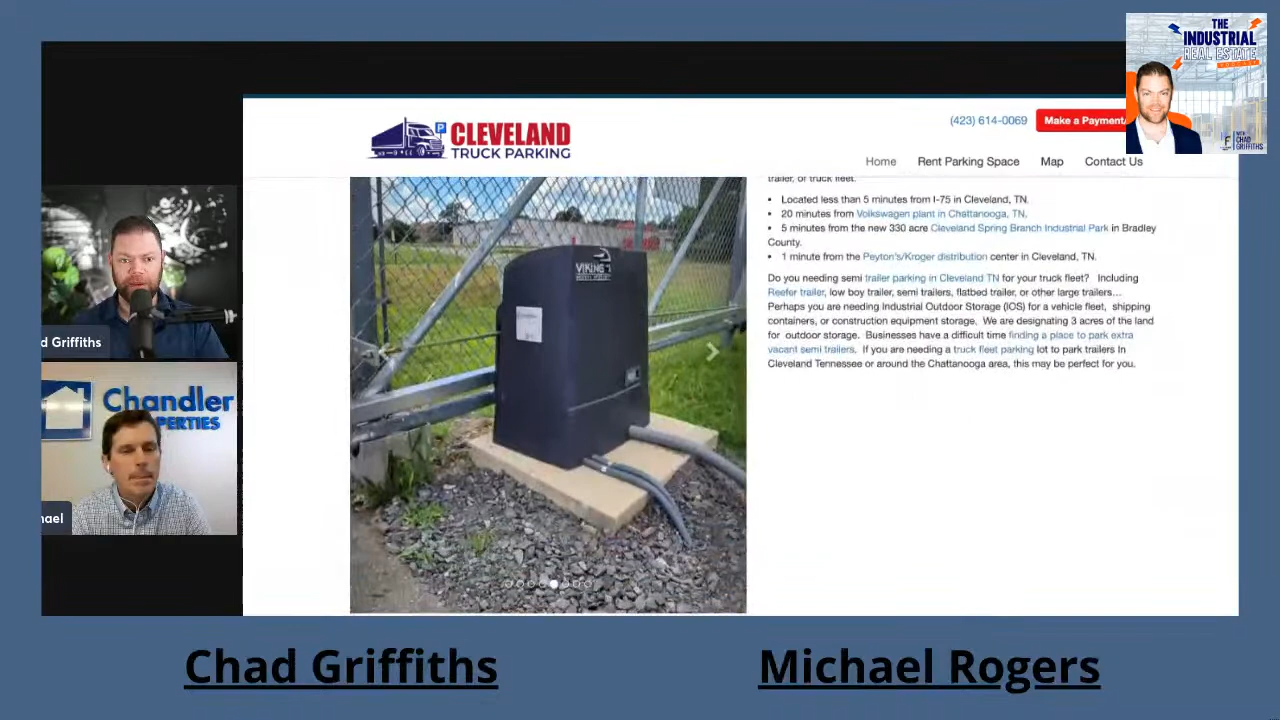 THE
INDUSTRIAL
REAL ESTATE
PODCAST
WITH
CHAD
GRIFFITHS
CLEVELAND
TRUCK PARKING
P
(423) 614-0069
Make a Payment
Home Rent Parking Space Map Contact Us
trailer, or truck fleet.
• Located less than 5 minutes from I-75 in Cleveland, TN.
• 20 minutes from Volkswagen plant in Chattanooga, TN.
• 5 minutes from the new 330 acre Cleveland Spring Branch Industrial Park in Bradley
County.
• 1 minute from the Peyton's/Kroger distribution center in Cleveland, TN.
Do you needing semi trailer parking in Cleveland TN for your truck fleet? Including
Reefer trailer, low boy trailer, semi trailers, flatbed trailer, or other large trailers...
Perhaps you are needing Industrial Outdoor Storage (IOS) for a vehicle fleet, shipping
containers, or construction equipment storage. We are designating 3 acres of the land
for outdoor storage. Businesses have a difficult time finding a place to park extra
vacant semi trailers. If you are needing a truck fleet parking lot to park trailers in
Cleveland Tennessee or around the Chattanooga area, this may be perfect for you.
VIKING
d Griffiths
Chandler
PERTIES
hael
Chad Griffiths
Michael Rogers